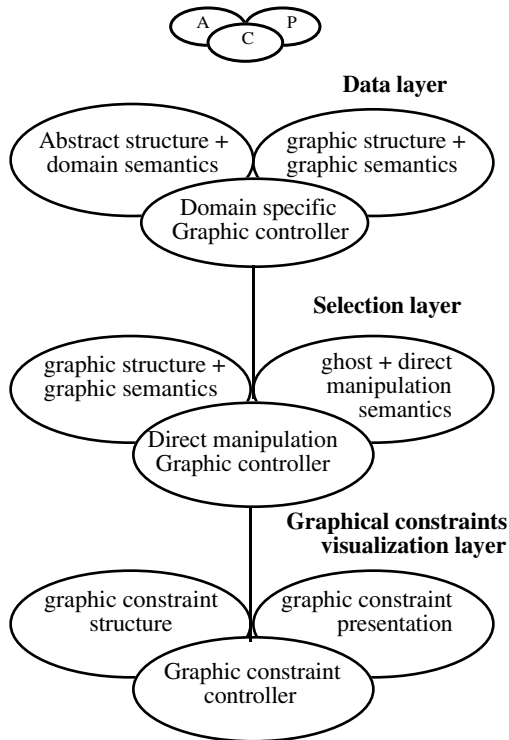 A
P
C
Data layer
Abstract structure +
domain semantics
graphic structure +
graphic semantics
Domain specific
Graphic controller
Selection layer
graphic structure +
graphic semantics
ghost + direct
manipulation
semantics
Direct manipulation
Graphic controller
Graphical constraints
visualization layer
graphic constraint
structure
graphic constraint
presentation
Graphic constraint
controller